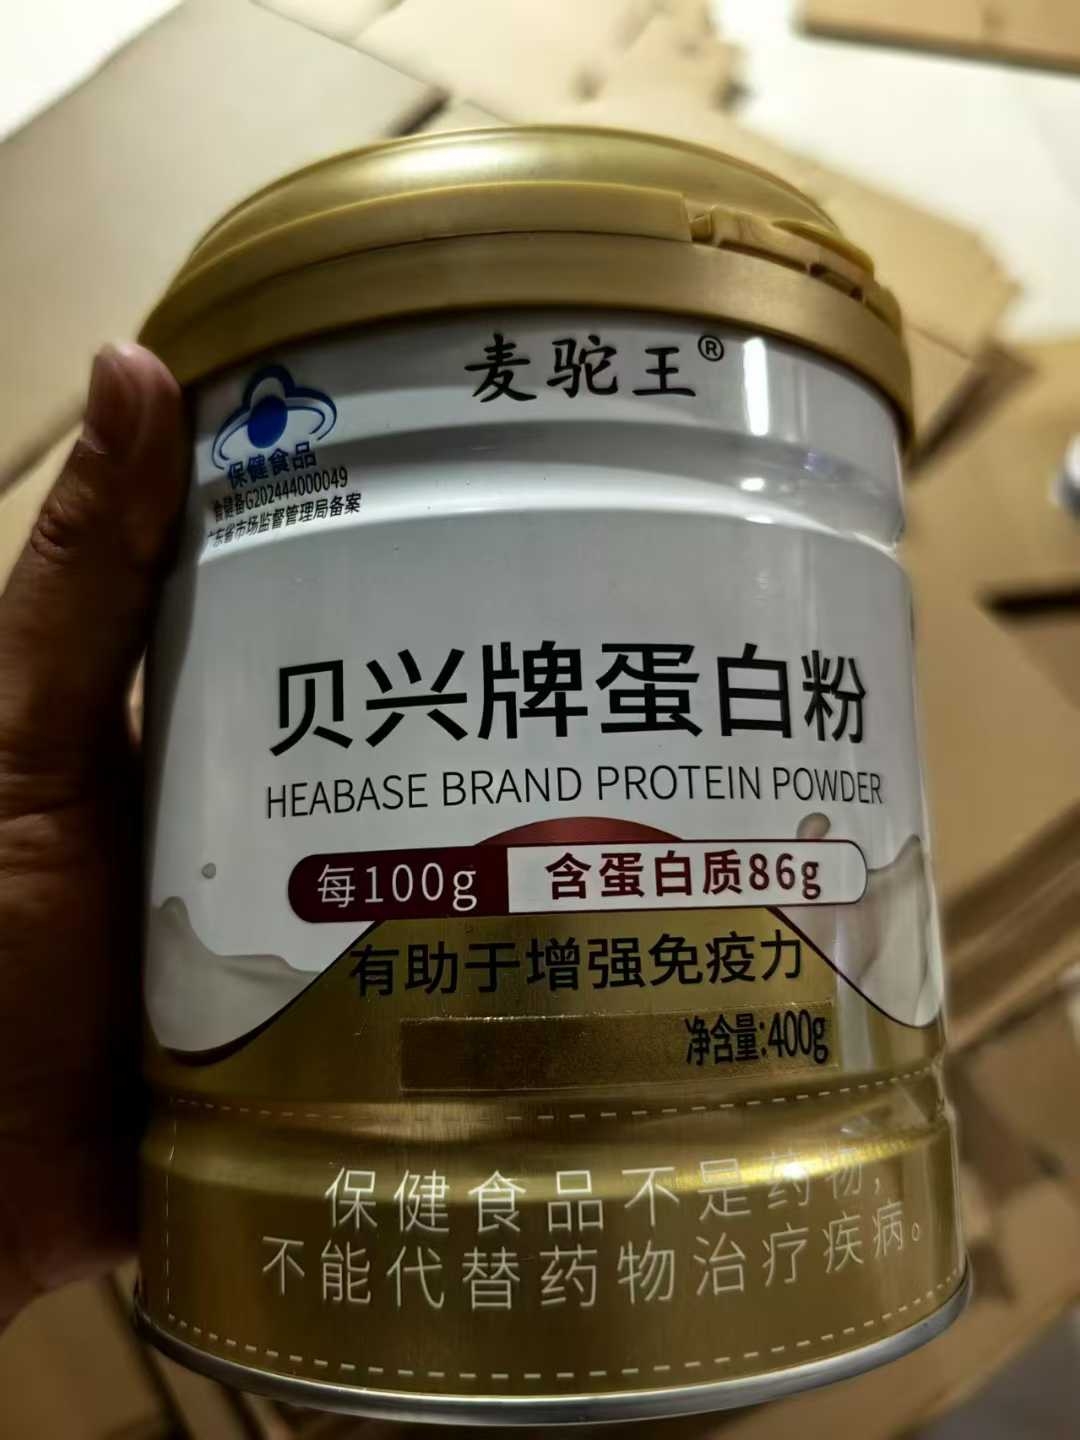 麦驼王®
保健食品
食健备G202444000049
广东省市场监督管理局备案
贝兴牌蛋白粉
HEABASE BRAND PROTEIN POWDER
每100g 含蛋白质86g
有助于增强免疫力
净含量:400g
保健食品不是药物，
不能代替药物治疗疾病。